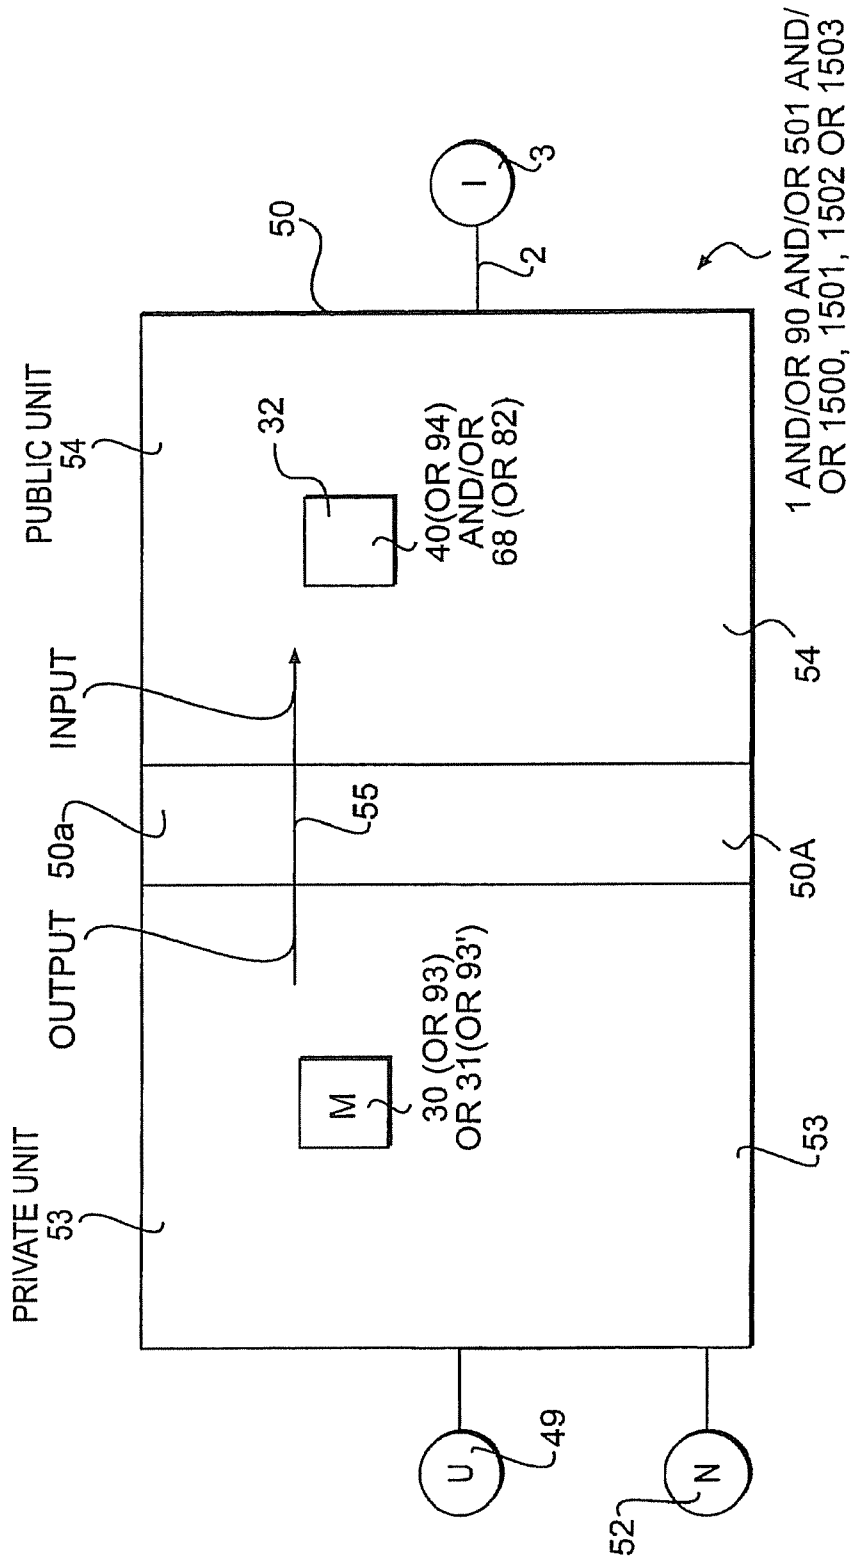 PRIVATE UNIT
53
OUTPUT
50a
INPUT
PUBLIC UNIT
54
50
32
M
30 (OR 93)
OR 31(OR 93')
55
40(OR 94)
AND/OR
68 (OR 82)
I
3
2
U
49
N
52
53
50A
54
1 AND/OR 90 AND/OR 501 AND/
OR 1500, 1501, 1502 OR 1503